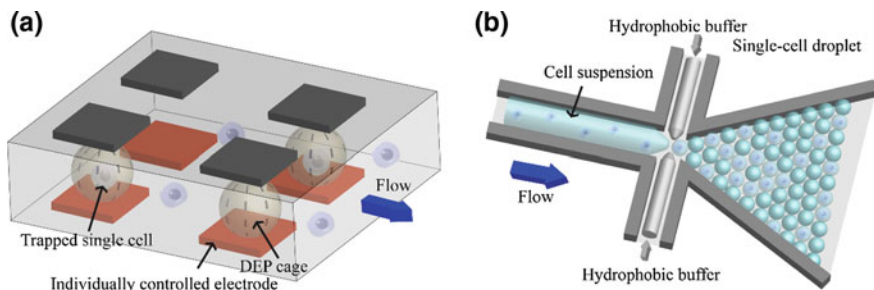 (a)
Flow
Trapped single cell
DEP cage
Individually controlled electrode
(b)
Hydrophobic buffer
Single-cell droplet
Cell suspension
Flow
Hydrophobic buffer